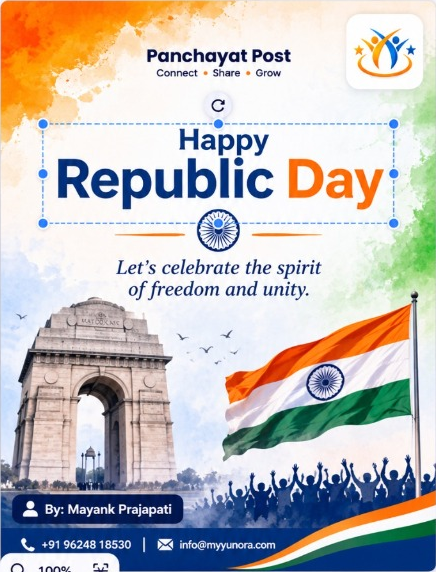 Panchayat Post
Connect • Share • Grow
Happy
Republic Day
Let's celebrate the spirit
of freedom and unity.
By: Mayank Prajapati
+91 96248 18530 | info@myyunora.com
100%